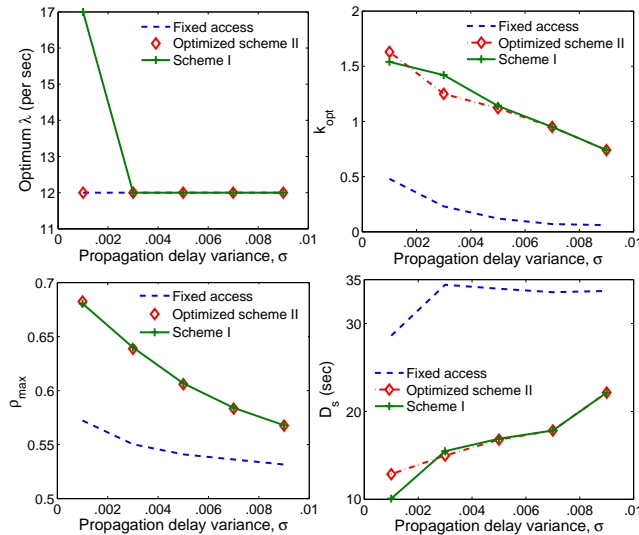 17
16
15
14
13
12
11
Optimum λ (per sec)
Fixed access
Optimized scheme II
Scheme I
0 .002 .004 .006 .008 .01
Propagation delay variance, σ
2
1.5
1
0.5
0
k_opt
Fixed access
Optimized scheme II
Scheme I
0 .002 .004 .006 .008 .01
Propagation delay variance, σ
0.7
0.65
0.6
0.55
0.5
ρ_max
Fixed access
Optimized scheme II
Scheme I
0 .002 .004 .006 .008 .01
Propagation delay variance, σ
35
30
20
10
D_s (sec)
Fixed access
Optimized scheme II
Scheme I
0 .002 .004 .006 .008 .01
Propagation delay variance, σ